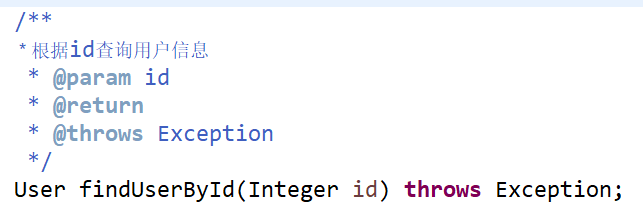 /**
* 根据id查询用户信息
* @param id
* @return
* @throws Exception
*/
User findUserById(Integer id) throws Exception;